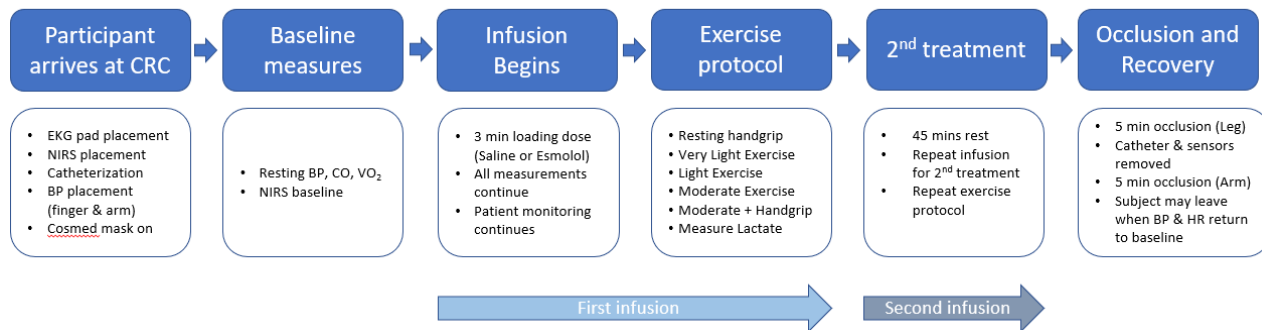 Participant
arrives at CRC
Baseline
measures
Infusion
Begins
Exercise
protocol
2nd treatment
Occlusion and
Recovery
• EKG pad placement
• NIRS placement
• Catheterization
• BP placement
(finger & arm)
• Cosmed mask on
• Resting BP, CO, VO₂
• NIRS baseline
• 3 min loading dose
(Saline or Esmolol)
• All measurements
continue
• Patient monitoring
continues
• Resting handgrip
• Very Light Exercise
• Light Exercise
• Moderate Exercise
• Moderate + Handgrip
• Measure Lactate
• 45 mins rest
• Repeat infusion
for 2nd treatment
• Repeat exercise
protocol
• 5 min occlusion (Leg)
• Catheter & sensors
removed
• 5 min occlusion (Arm)
• Subject may leave
when BP & HR return
to baseline
First infusion
Second infusion